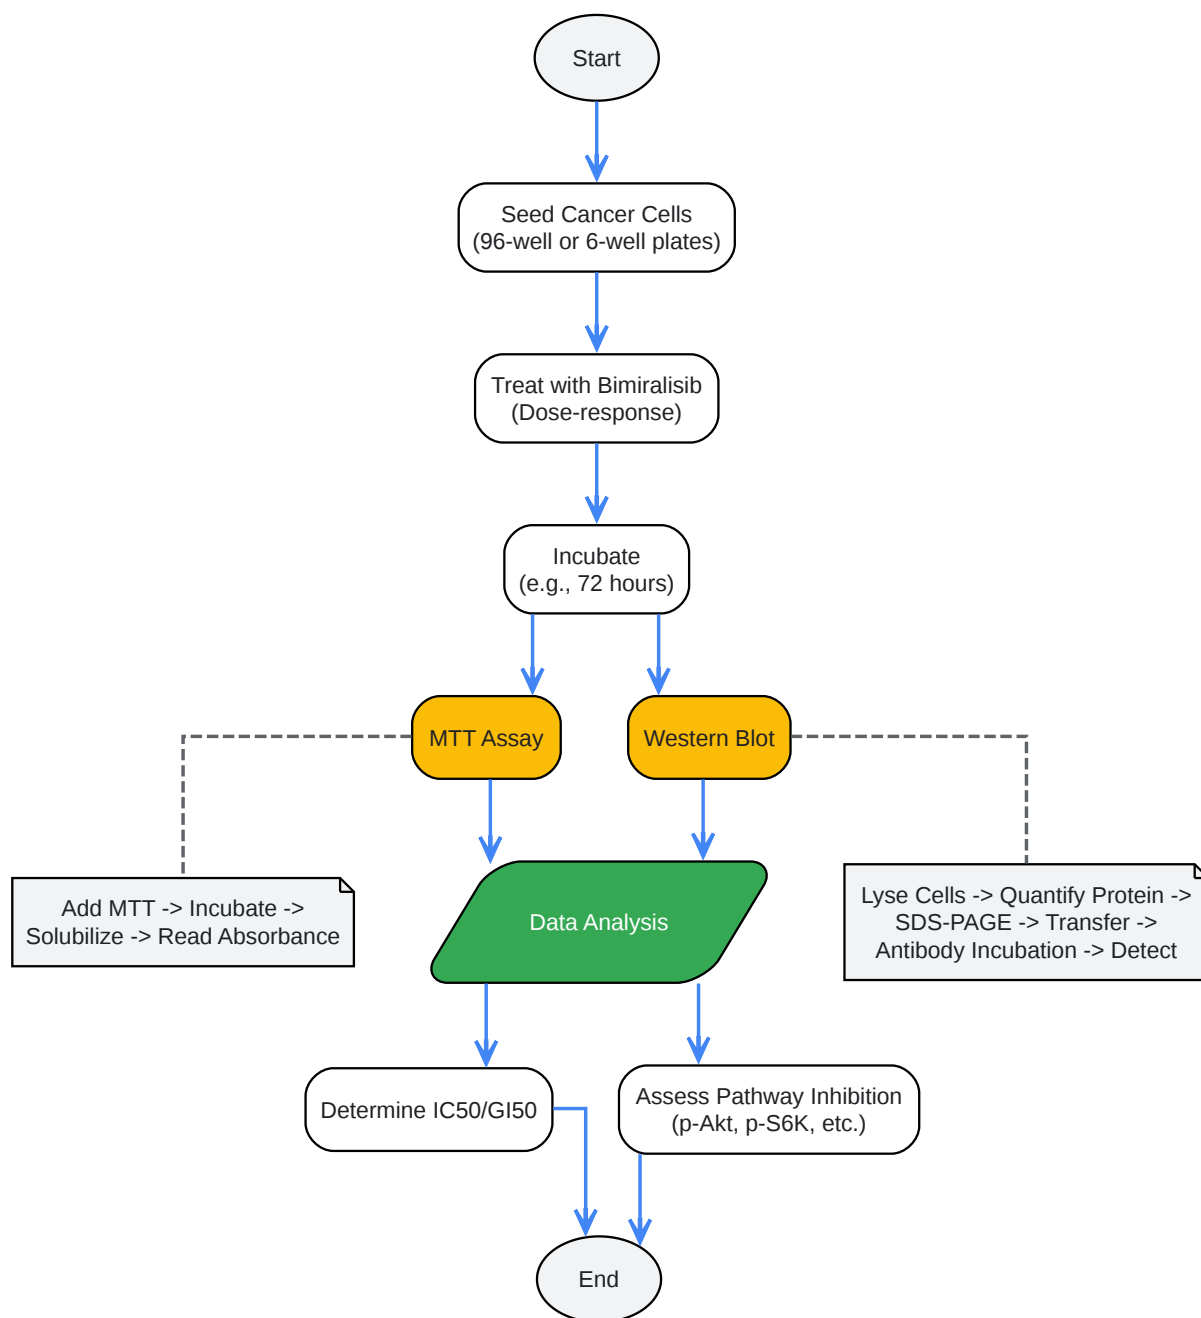 Start
Seed Cancer Cells
(96-well or 6-well plates)
Treat with Bimiralisib
(Dose-response)
Incubate
(e.g., 72 hours)
MTT Assay
Western Blot
Add MTT -> Incubate ->
Solubilize -> Read Absorbance
Data Analysis
Lyse Cells -> Quantify Protein ->
SDS-PAGE -> Transfer ->
Antibody Incubation -> Detect
Determine IC50/GI50
Assess Pathway Inhibition
(p-Akt, p-S6K, etc.)
End